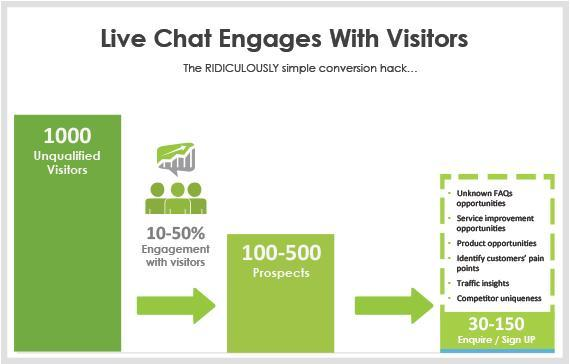 Live Chat Engages With Visitors
The RIDICULOUSLY simple conversion hack...
1000
Unqualified
Visitors
10-50%
Engagement
with visitors
100-500
Prospects
• Unknown FAQs
opportunities
• Service improvement
opportunities
• Product opportunities
• Identify customers' pain
points
• Traffic insights
• Competitor uniqueness
30-150
Enquire / Sign UP